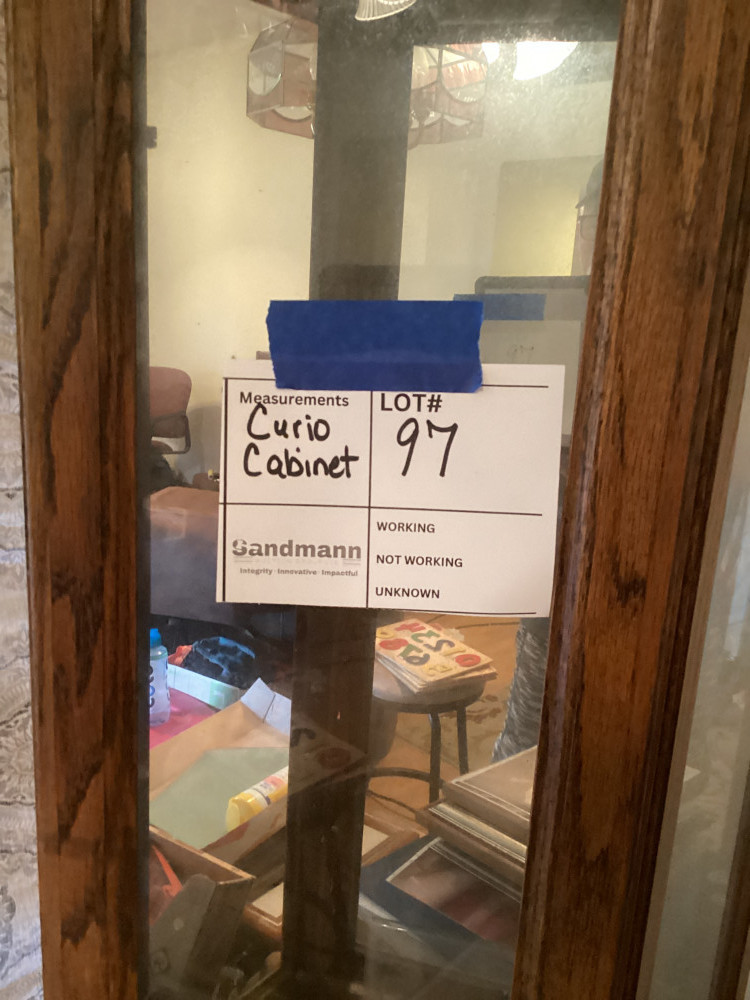 Measurements
Curio
Cabinet
LOT#
97
Sandmann
Integrity · Innovative · Impactful
WORKING
NOT WORKING
UNKNOWN